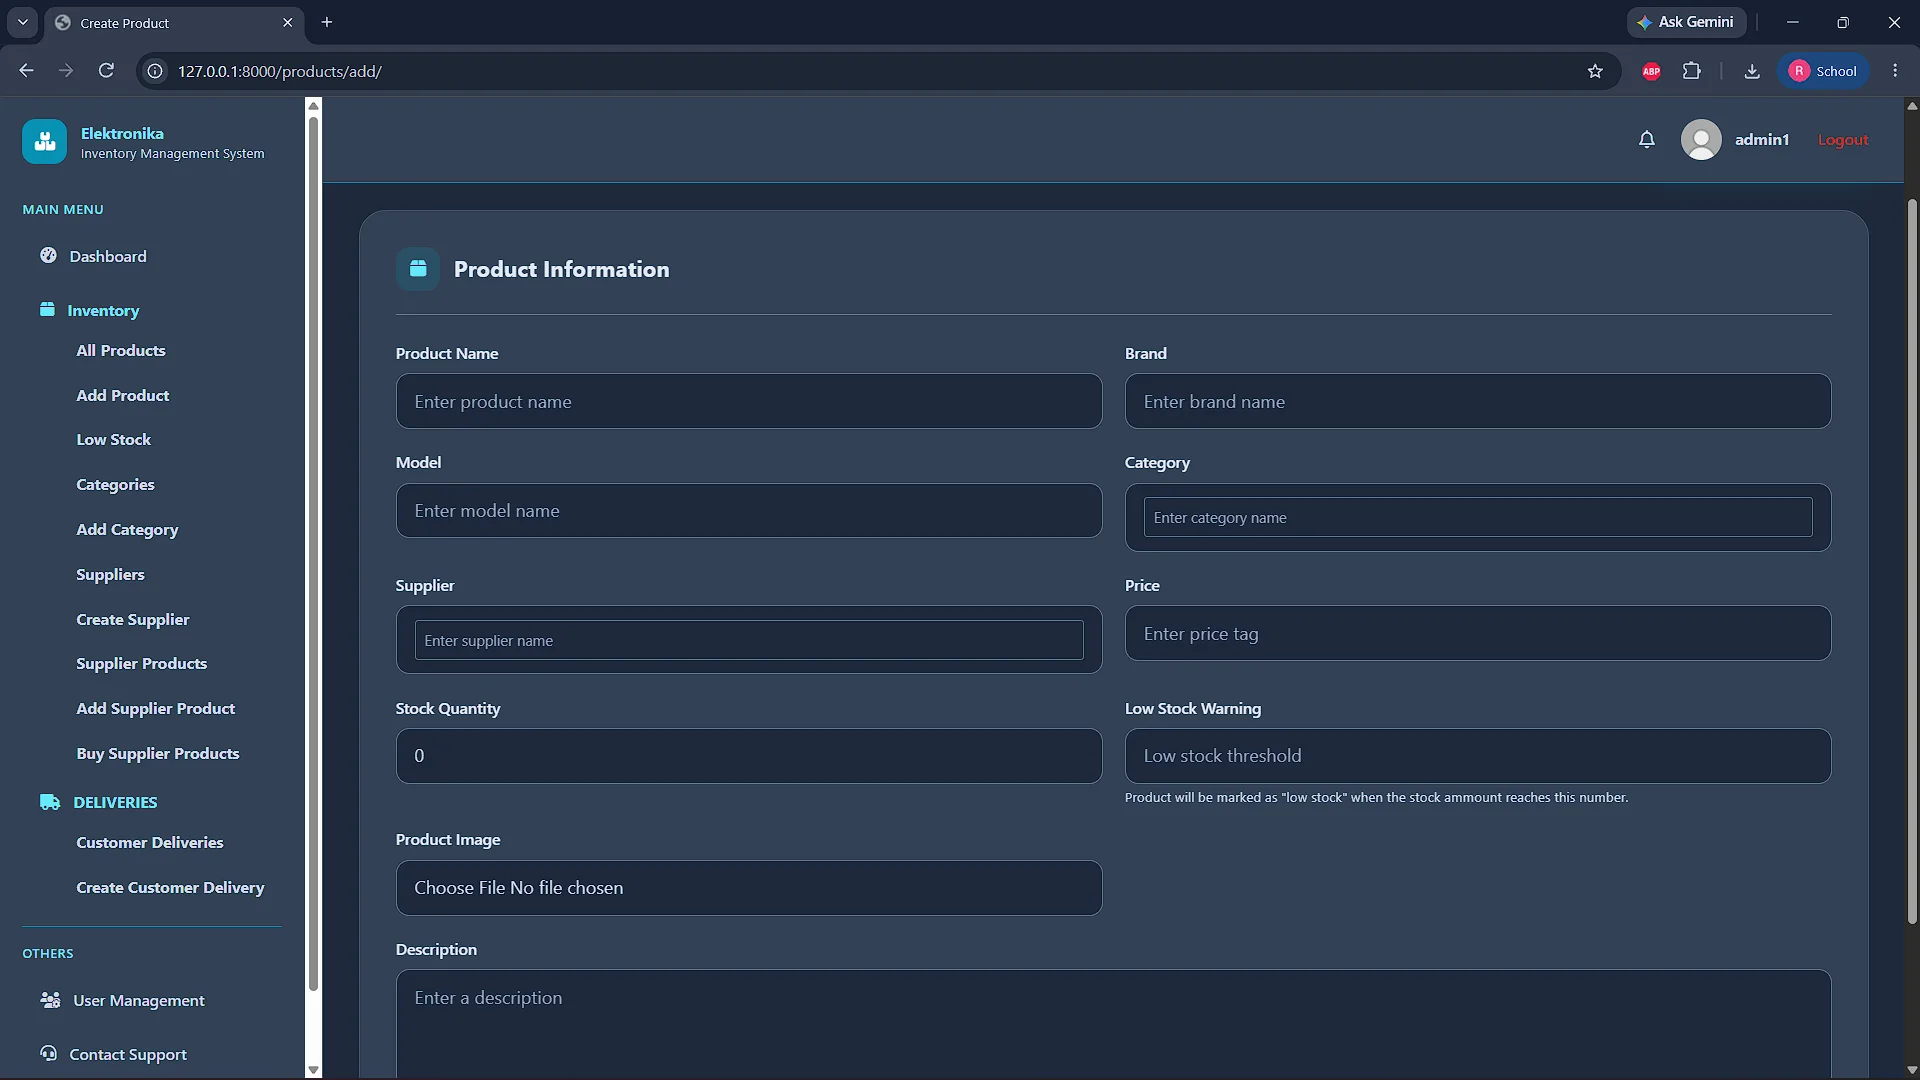 Create Product
Ask Gemini
127.0.0.1:8000/products/add/
ABP
R School
Elektronika
Inventory Management System
admin1
Logout
MAIN MENU
Dashboard
Inventory
All Products
Add Product
Low Stock
Categories
Add Category
Suppliers
Create Supplier
Supplier Products
Add Supplier Product
Buy Supplier Products
DELIVERIES
Customer Deliveries
Create Customer Delivery
OTHERS
User Management
Contact Support
Product Information
Product Name
Enter product name
Brand
Enter brand name
Model
Enter model name
Category
Enter category name
Supplier
Enter supplier name
Price
Enter price tag
Stock Quantity
0
Low Stock Warning
Low stock threshold
Product will be marked as "low stock" when the stock ammount reaches this number.
Product Image
Choose File No file chosen
Description
Enter a description